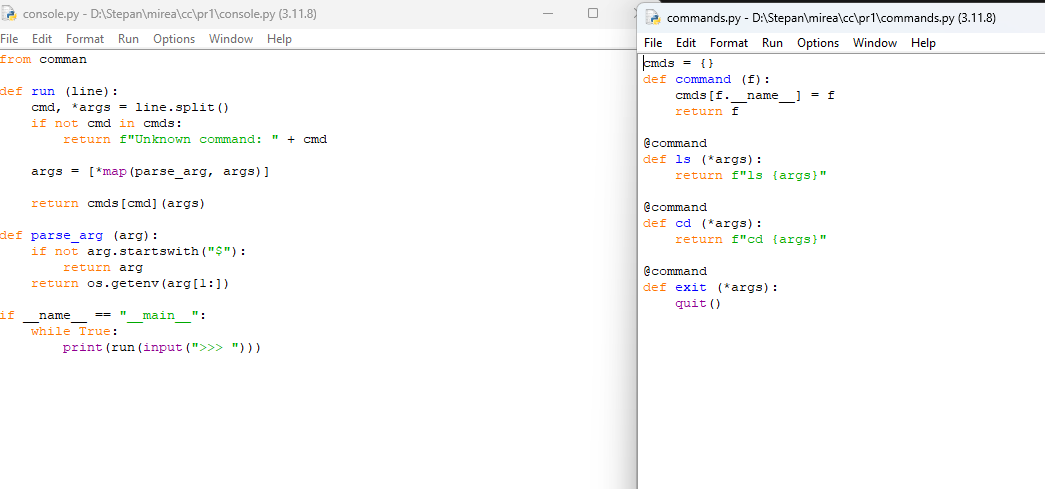 console.py - D:\Stepan\mirea\cc\pr1\console.py (3.11.8)
File Edit Format Run Options Window Help
from comman

def run (line):
    cmd, *args = line.split()
    if not cmd in cmds:
        return f"Unknown command: " + cmd

    args = [*map(parse_arg, args)]

    return cmds[cmd](args)

def parse_arg (arg):
    if not arg.startswith("$"):
        return arg
    return os.getenv(arg[1:])

if __name__ == "__main__":
    while True:
        print(run(input(">>> ")))

commands.py - D:\Stepan\mirea\cc\pr1\commands.py (3.11.8)
File Edit Format Run Options Window Help
cmds = {}
def command (f):
    cmds[f.__name__] = f
    return f

@command
def ls (*args):
    return f"ls {args}"

@command
def cd (*args):
    return f"cd {args}"

@command
def exit (*args):
    quit()